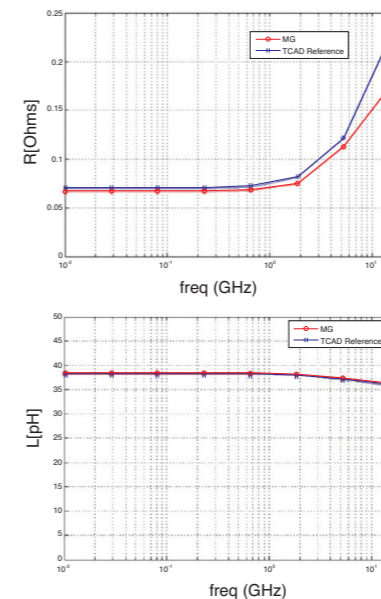 0.25
MG
TCAD Reference
0.2
0.15
R[Ohms]
0.1
0.05
0
10⁻² 10⁻¹ 10⁰ 10¹
freq (GHz)
50
MG
TCAD Reference
45
40
35
30
L[pH]
25
20
15
10
5
0
10⁻² 10⁻¹ 10⁰ 10¹
freq (GHz)